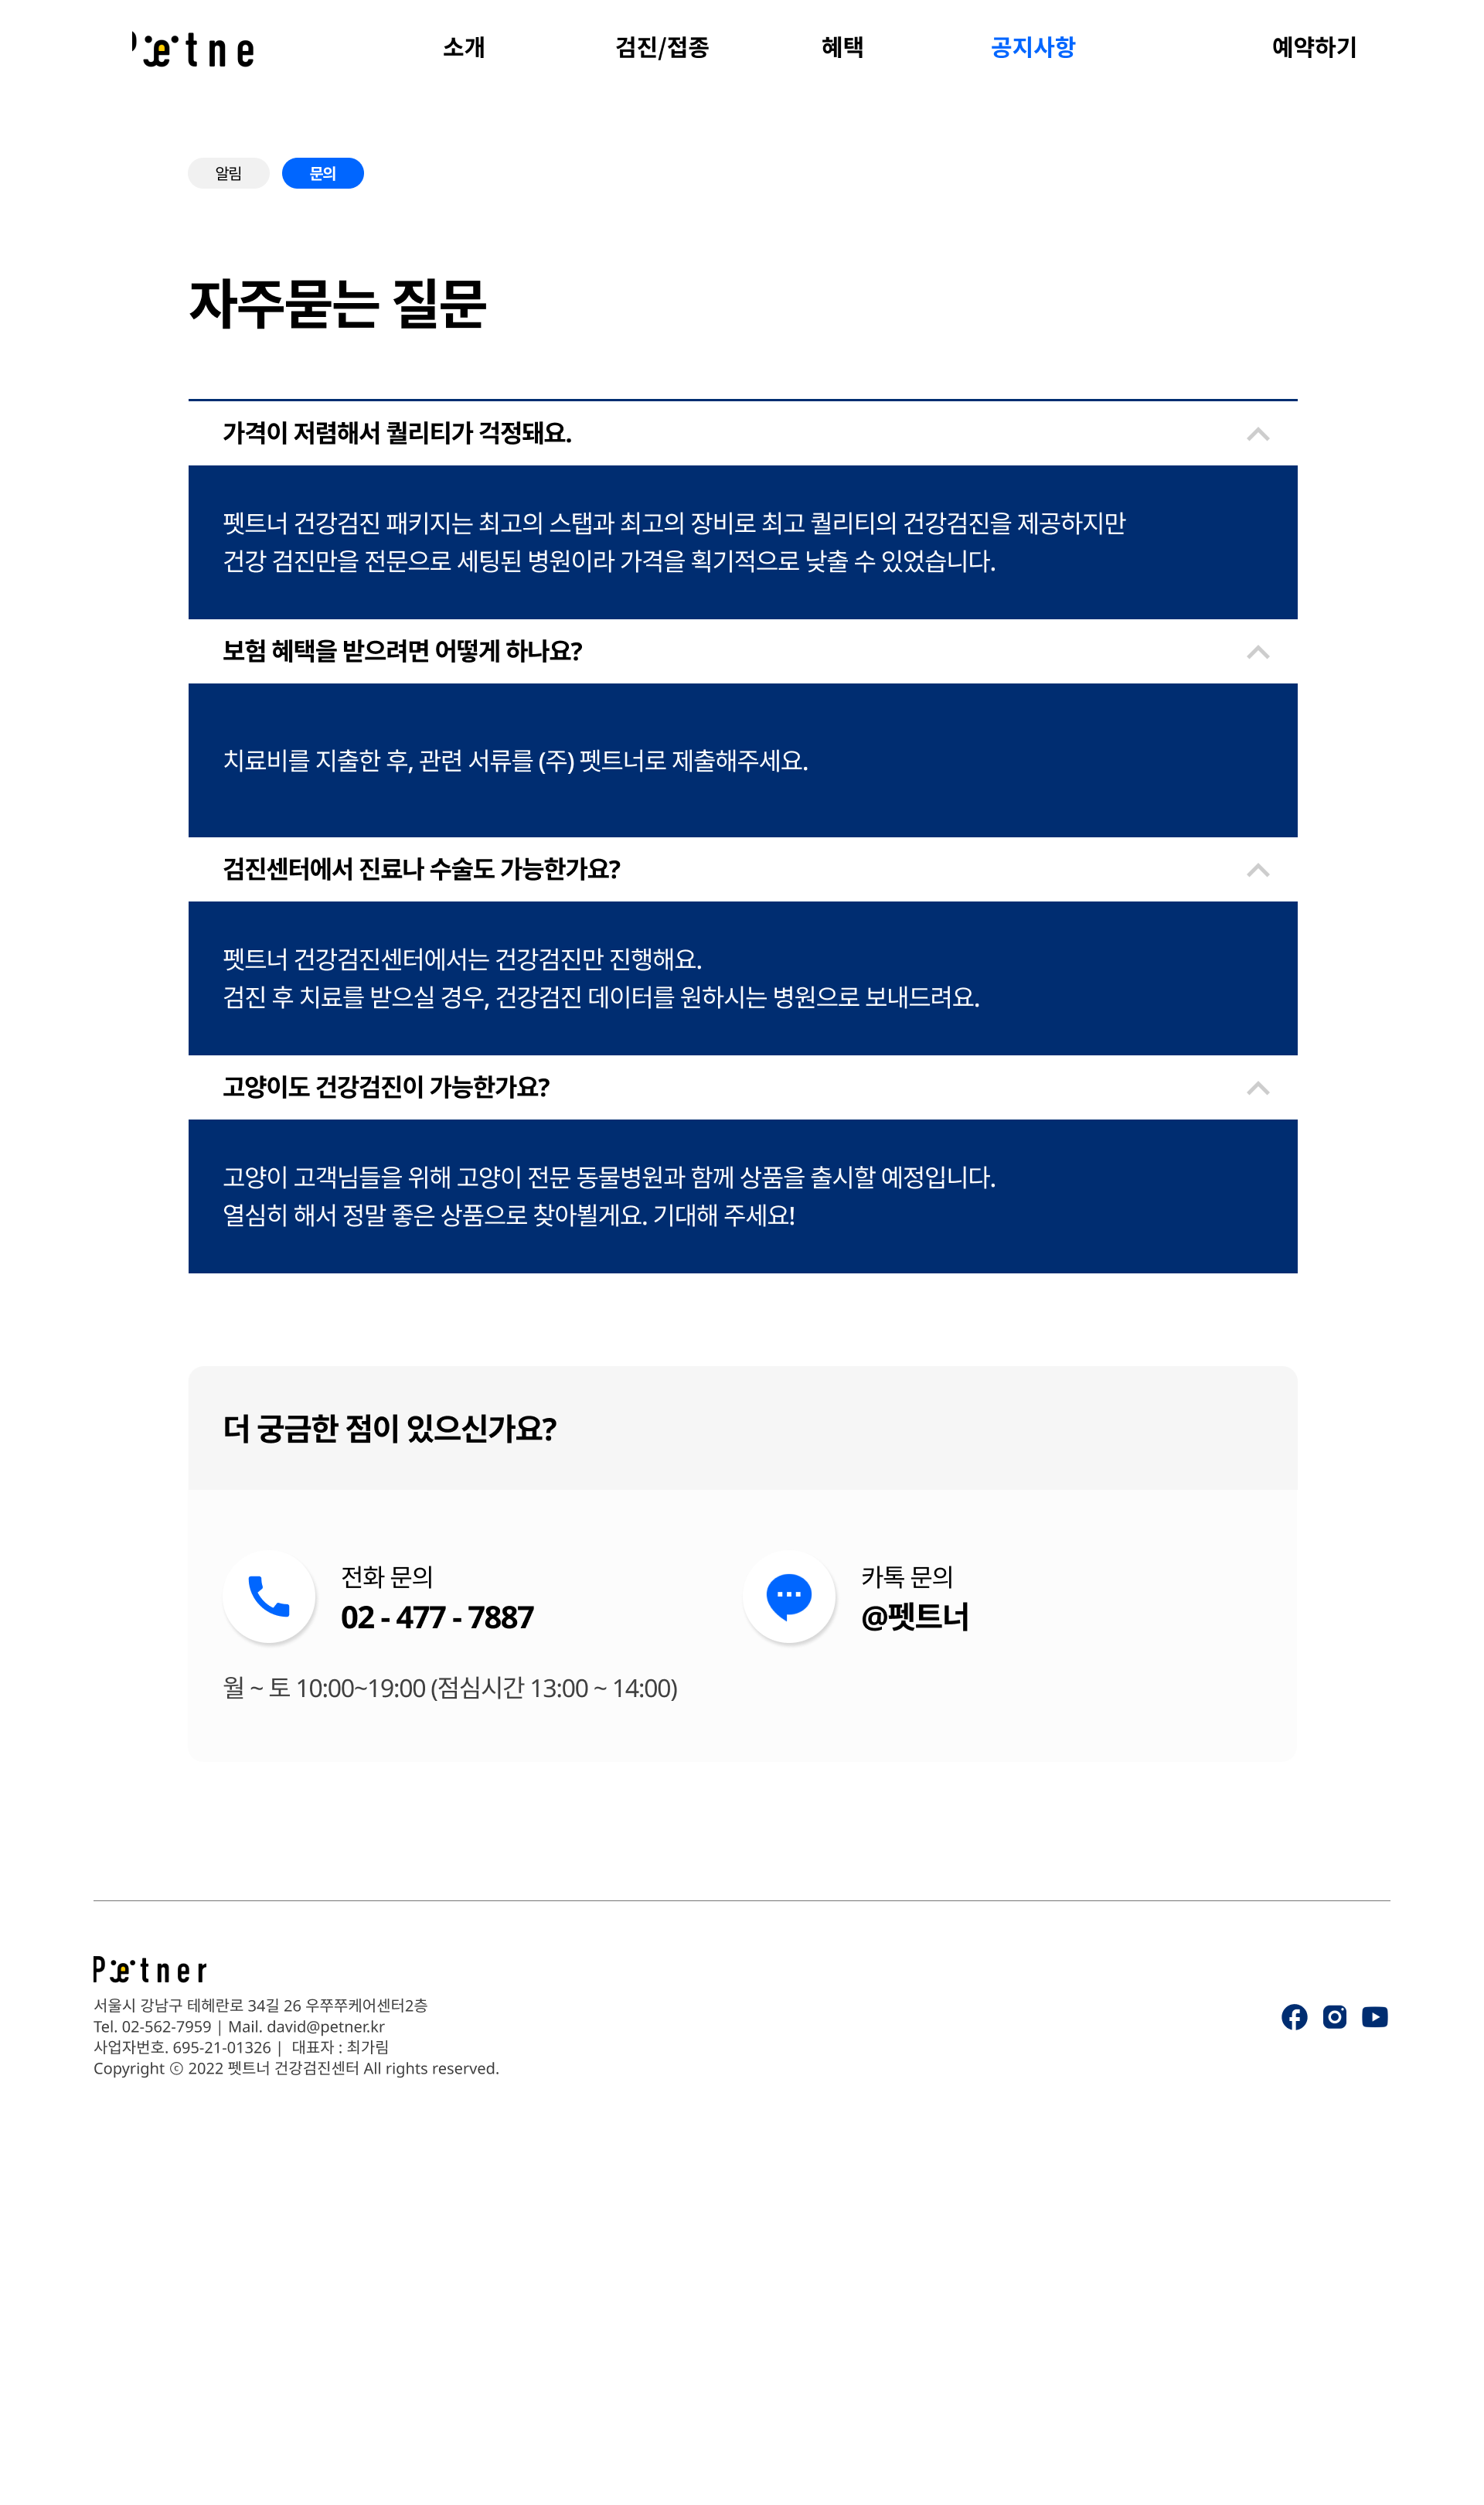 Petne
소개
검진/접종
혜택
공지사항
예약하기
알림
문의
자주묻는 질문
가격이 저렴해서 퀄리티가 걱정돼요.
펫트너 건강검진 패키지는 최고의 스탭과 최고의 장비로 최고 퀄리티의 건강검진을 제공하지만
건강 검진만을 전문으로 세팅된 병원이라 가격을 획기적으로 낮출 수 있었습니다.
보험 혜택을 받으려면 어떻게 하나요?
치료비를 지출한 후, 관련 서류를 (주) 펫트너로 제출해주세요.
검진센터에서 진료나 수술도 가능한가요?
펫트너 건강검진센터에서는 건강검진만 진행해요.
검진 후 치료를 받으실 경우, 건강검진 데이터를 원하시는 병원으로 보내드려요.
고양이도 건강검진이 가능한가요?
고양이 고객님들을 위해 고양이 전문 동물병원과 함께 상품을 출시할 예정입니다.
열심히 해서 정말 좋은 상품으로 찾아뵐게요. 기대해 주세요!
더 궁금한 점이 있으신가요?
전화 문의
02 - 477 - 7887
카톡 문의
@펫트너
월 ~ 토 10:00~19:00 (점심시간 13:00 ~ 14:00)
Petner
서울시 강남구 테헤란로 34길 26 우쭈쭈케어센터2층
Tel. 02-562-7959 | Mail. david@petner.kr
사업자번호. 695-21-01326 | 대표자 : 최가림
Copyright ⓒ 2022 펫트너 건강검진센터 All rights reserved.